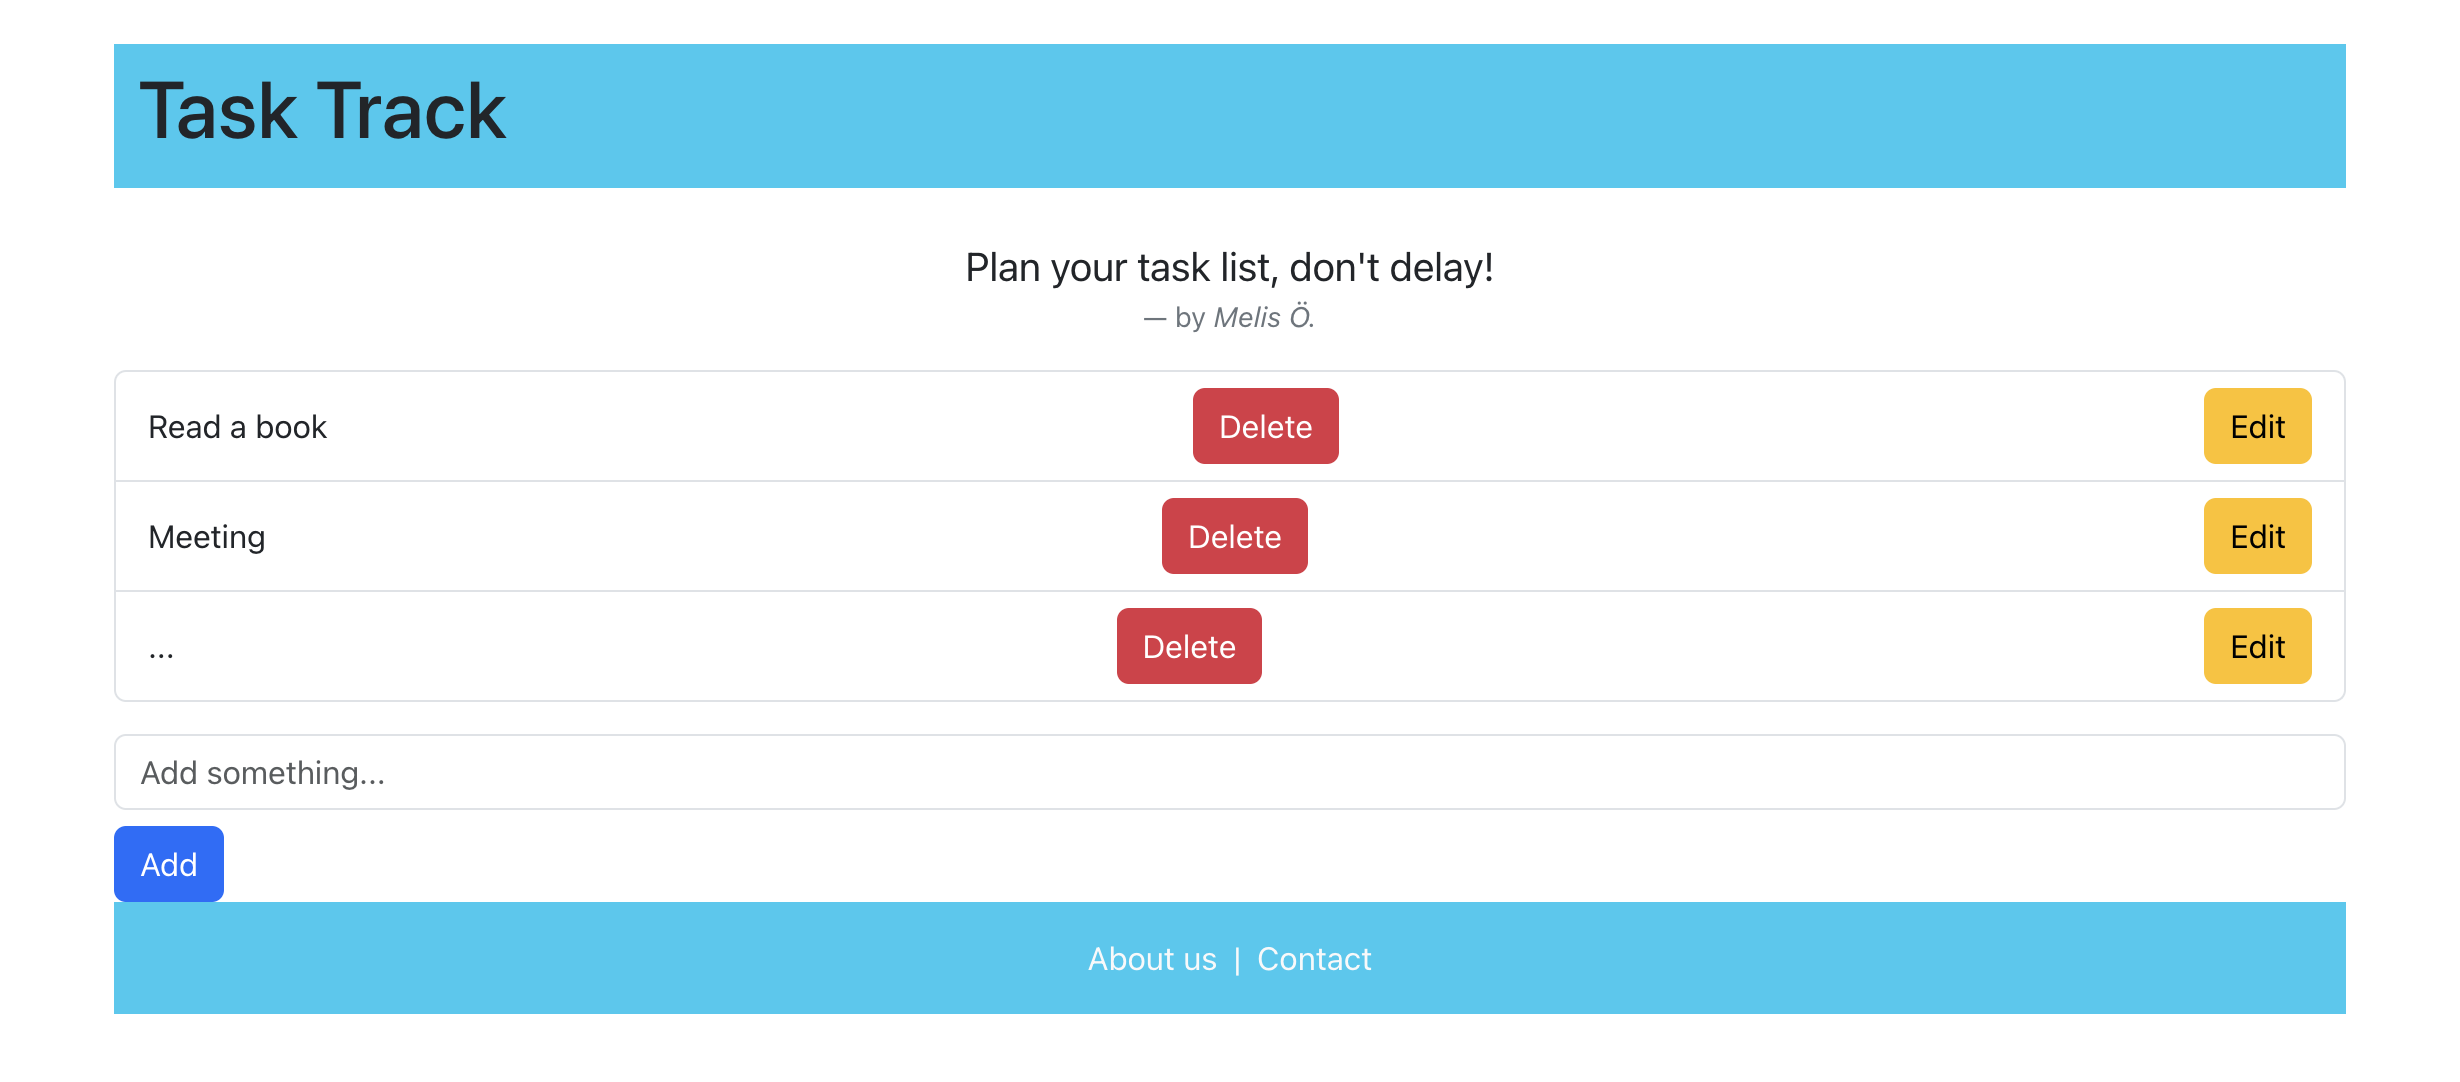 Task Track
Plan your task list, don't delay!
— by Melis Ö.
Read a book Delete Edit
Meeting Delete Edit
... Delete Edit
Add something...
Add
About us | Contact